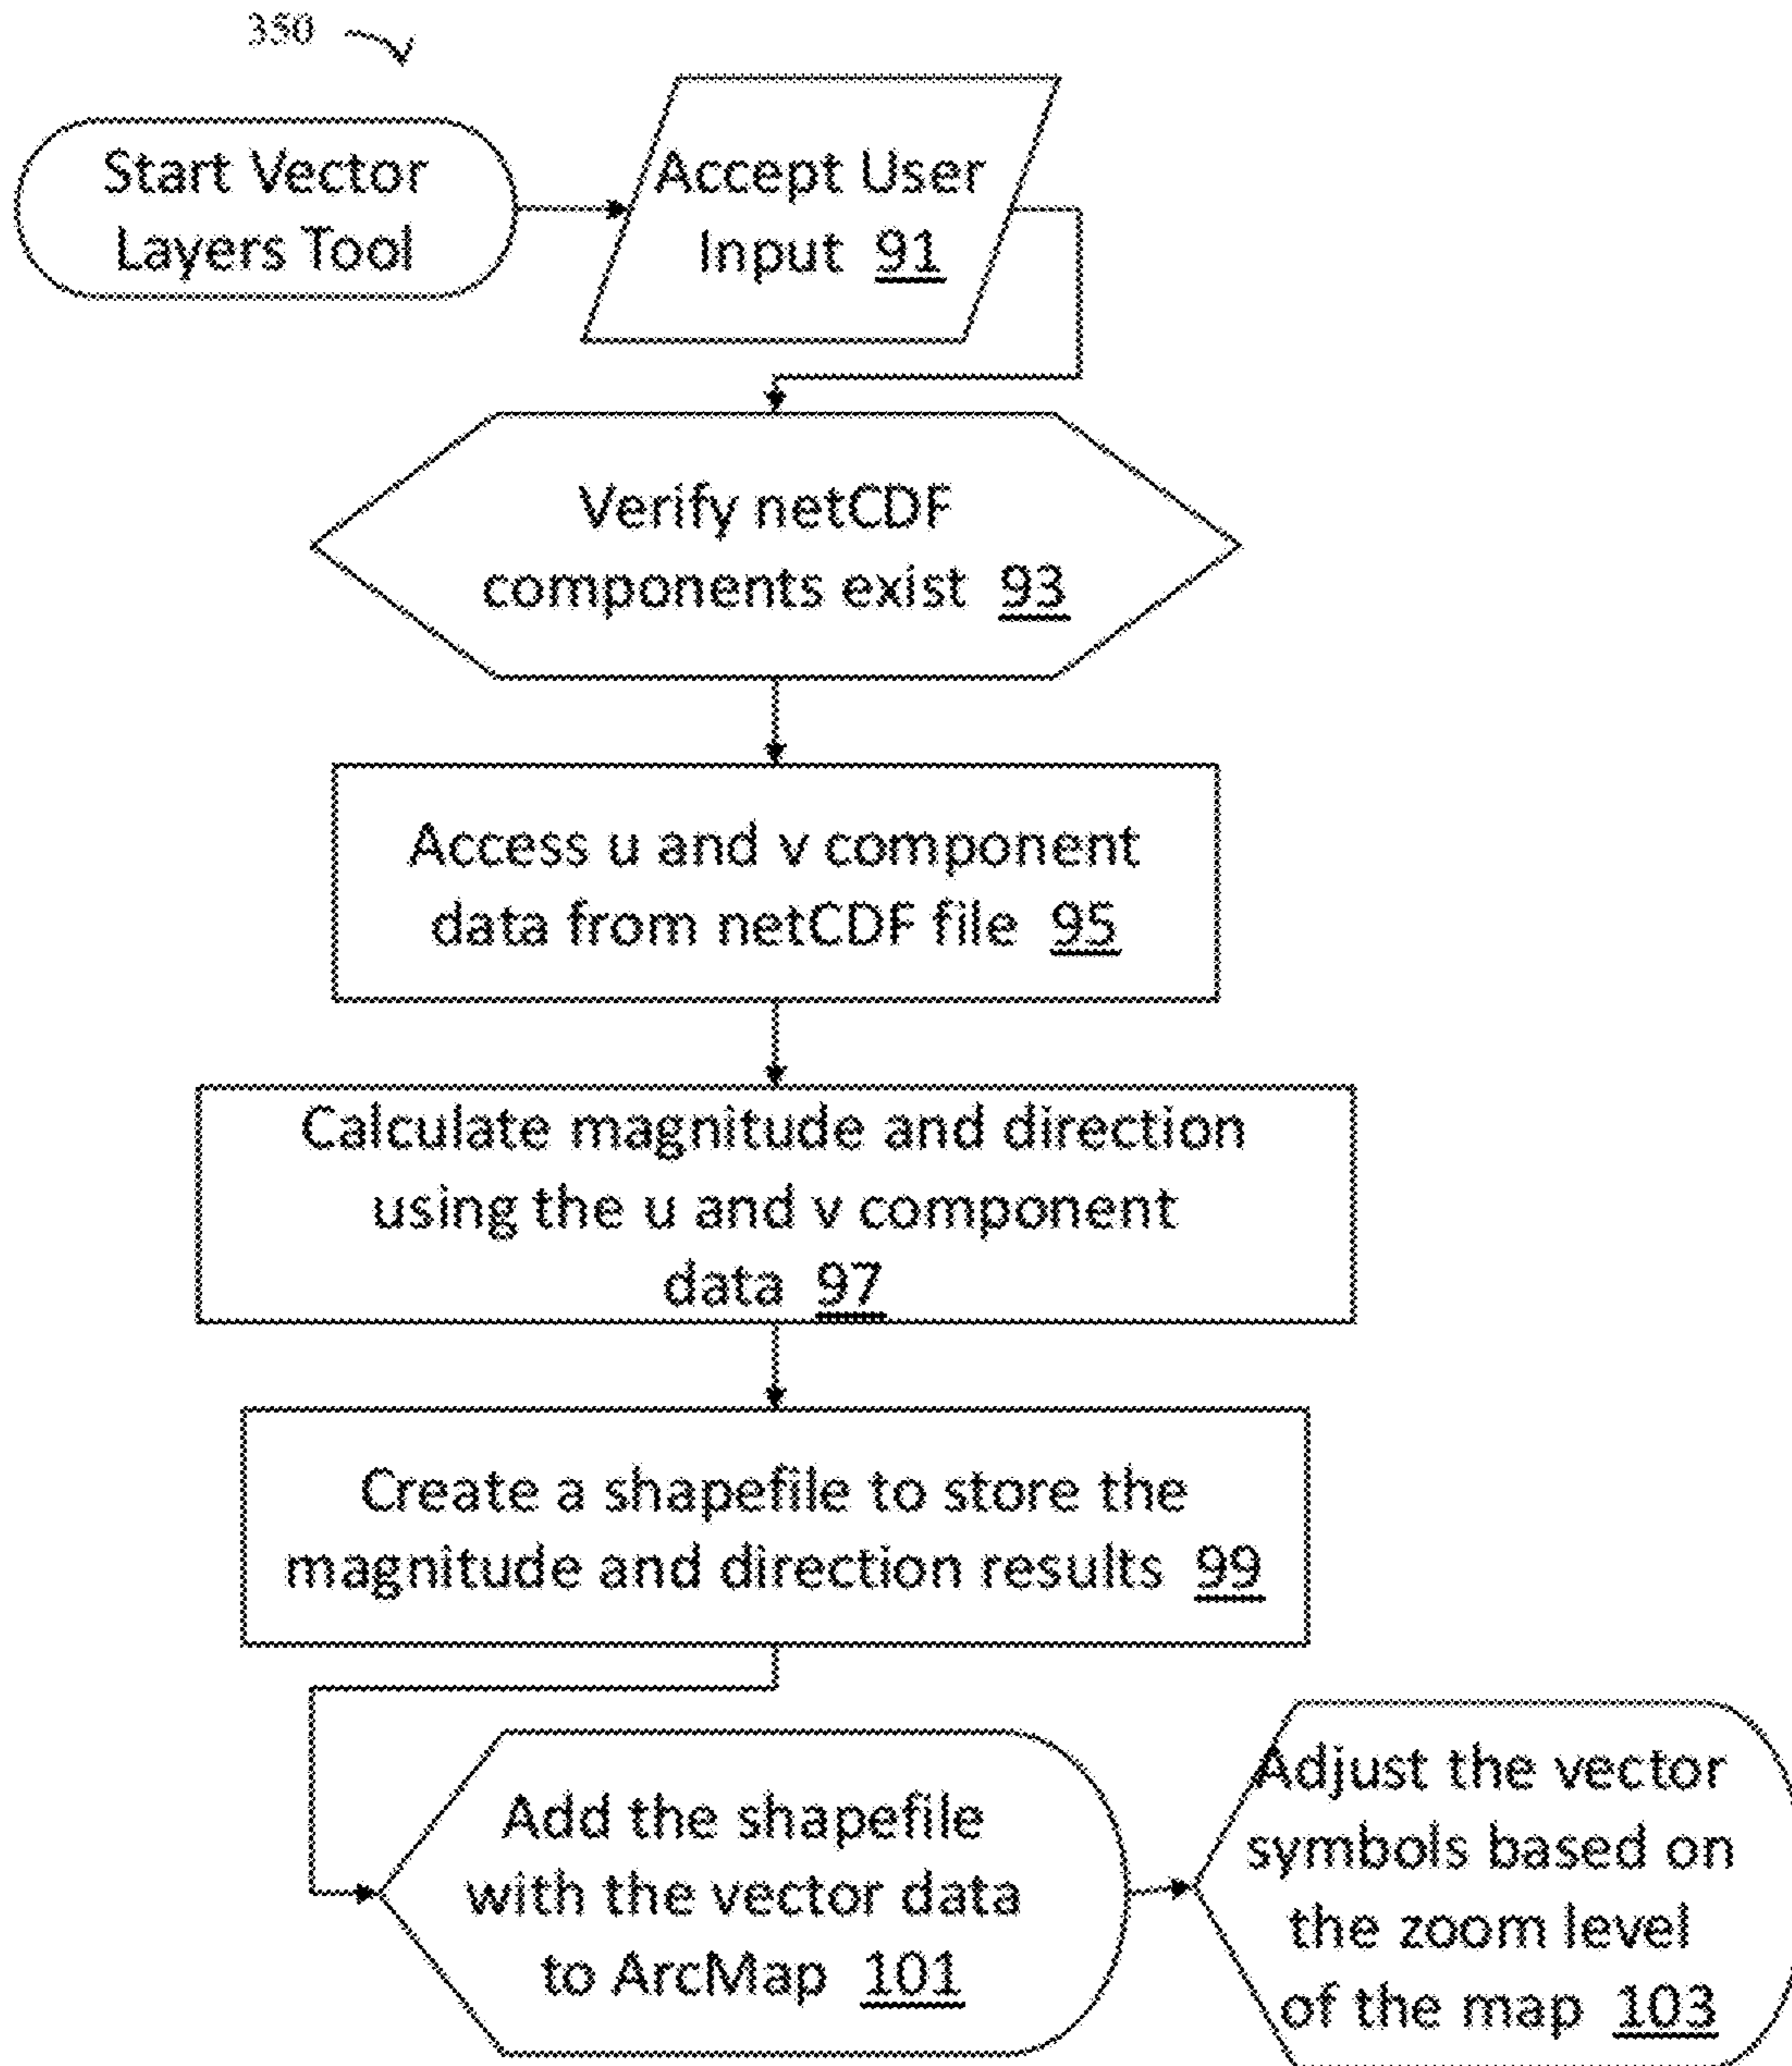 350
Start Vector
Layers Tool
Accept User
Input 91
Verify netCDF
components exist 93
Access u and v component
data from netCDF file 95
Calculate magnitude and direction
using the u and v component
data 97
Create a shapefile to store the
magnitude and direction results 99
Add the shapefile
with the vector data
to ArcMap 101
Adjust the vector
symbols based on
the zoom level
of the map 103